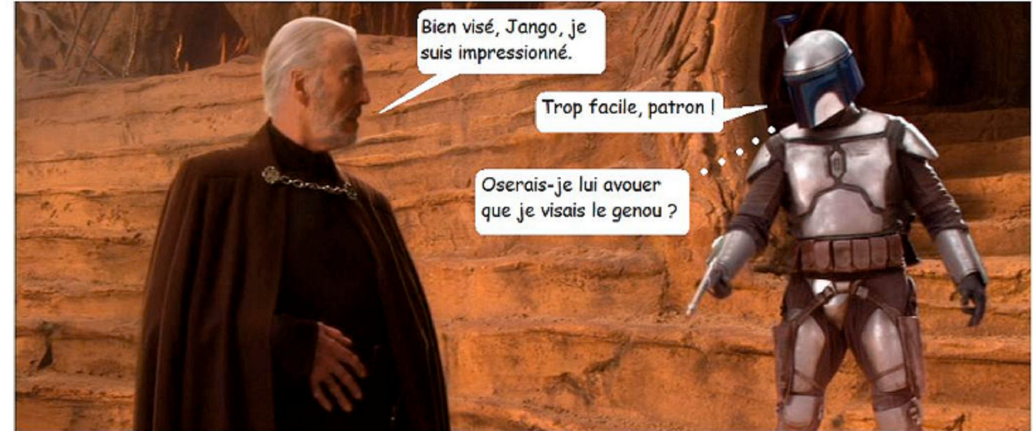 Bien visé, Jango, je
suis impressionné.
Trop facile, patron !
Oserais-je lui avouer
que je visais le genou ?